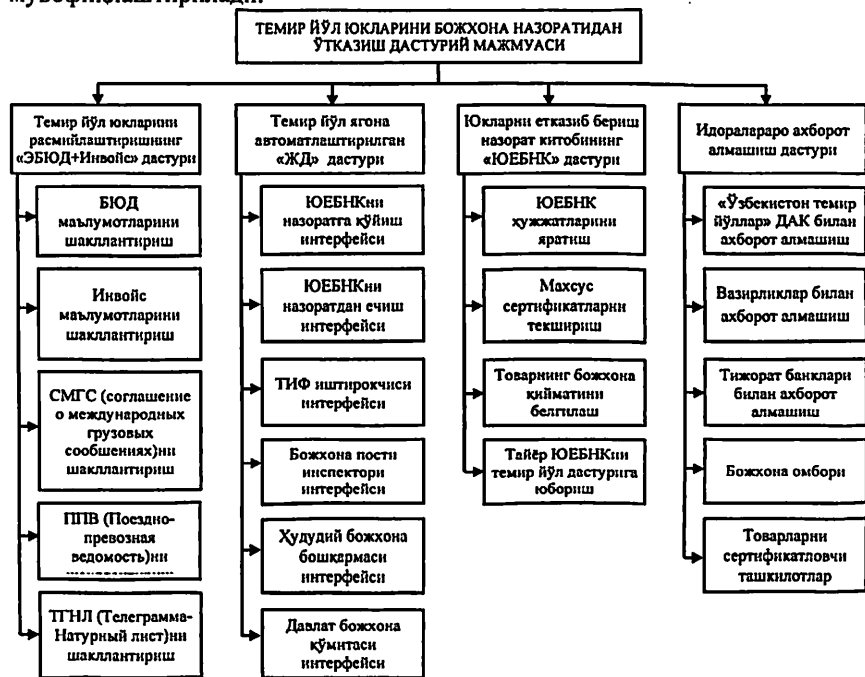 ТЕМИР ЙЎЛ ЮКЛАРИНИ БОЖХОНА НАЗОРАТИДАН
ЎТКАЗИШ ДАСТУРИЙ МАЖМУАСИ
Темир йўл юкларини
расмийлаштиришнинг
«ЭБЮД+Инвойс» дастури
БЮД
маълумотларини
шакллантириш
Инвойс
маълумотларини
шакллантириш
СМГС (соглашение
о международных
грузовых
сообшениях)ни
шакллантириш
ППВ (Поездно-
превозная
ведомость)ни
ТГНЛ (Телеграмма-
Натурный лист)ни
шакллантириш
Темир йўл ягона
автоматлаштирилган
«ЖД» дастури
ЮЕБНКни
назоратга қўйиш
интерфейси
ЮЕБНКни
назоратдан ечиш
интерфейси
ТИФ иштирокчиси
интерфейси
Божхона пости
инспектори
интерфейси
Ҳудудий божхона
бошқармаси
интерфейси
Давлат божхона
қўмитаси
интерфейси
Юкларни етказиб бериш
назорат китобининг
«ЮЕБНК» дастури
ЮЕБНК
ҳужжатларини
яратиш
Махсус
сертификатларни
текшириш
Товарнинг божхона
қийматини
белгилаш
Тайёр ЮЕБНКни
темир йўл дастурига
юбориш
Идоралараро ахборот
алмашиш дастури
«Ўзбекистон темир
йўллар» ДАК билан
ахборот алмашиш
Вазирликлар билан
ахборот алмашиш
Тижорат банклари
билан ахборот
алмашиш
Божхона омбори
Товарларни
сертификатловчи
ташкилотлар